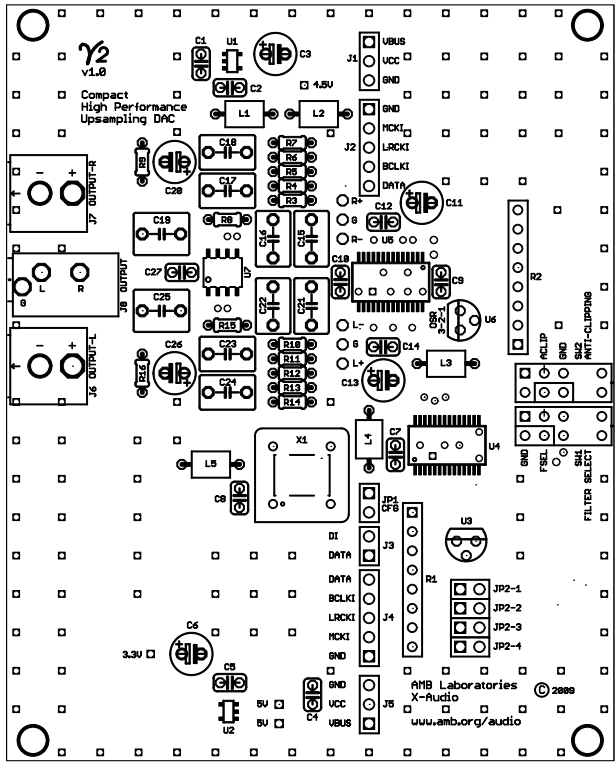 γ2
v1.0
Compact
High Performance
Upsampling DAC
C1
U1
C3
C2
4.5V
L1
L2
J1
VBUS
VCC
GND
J2
GND
MCKI
LRCKI
BCLKI
DATA
R9
C20
C18
C17
R7
R6
R5
R4
R3
J7 OUTPUT-R
- +
C19
R8
C16
C15
R+
G
R-
C12
C11
U5
R2
J8 OUTPUT
L R
G
C27
U7
C10
C9
C25
C22
C21
R15
L-
G
L+
C14
C13
OSR
3-2-1
U6
J6 OUTPUT-L
- +
R16
C26
C23
C24
R10
R11
R12
R13
R14
L3
ACLIP
GND
SW2
ANTI-CLIPPING
L5
C8
X1
L4
C7
U4
GND
FSEL
SW1
FILTER SELECT
JP1
CFG
DI
DATA
J3
R1
U3
DATA
BCLKI
LRCKI
MCKI
GND
J4
JP2-1
JP2-2
JP2-3
JP2-4
C6
3.3V
C5
U2
5V
5V
C4
GND
VCC
VBUS
J5
AMB Laboratories
X-Audio
© 2009
www.amb.org/audio